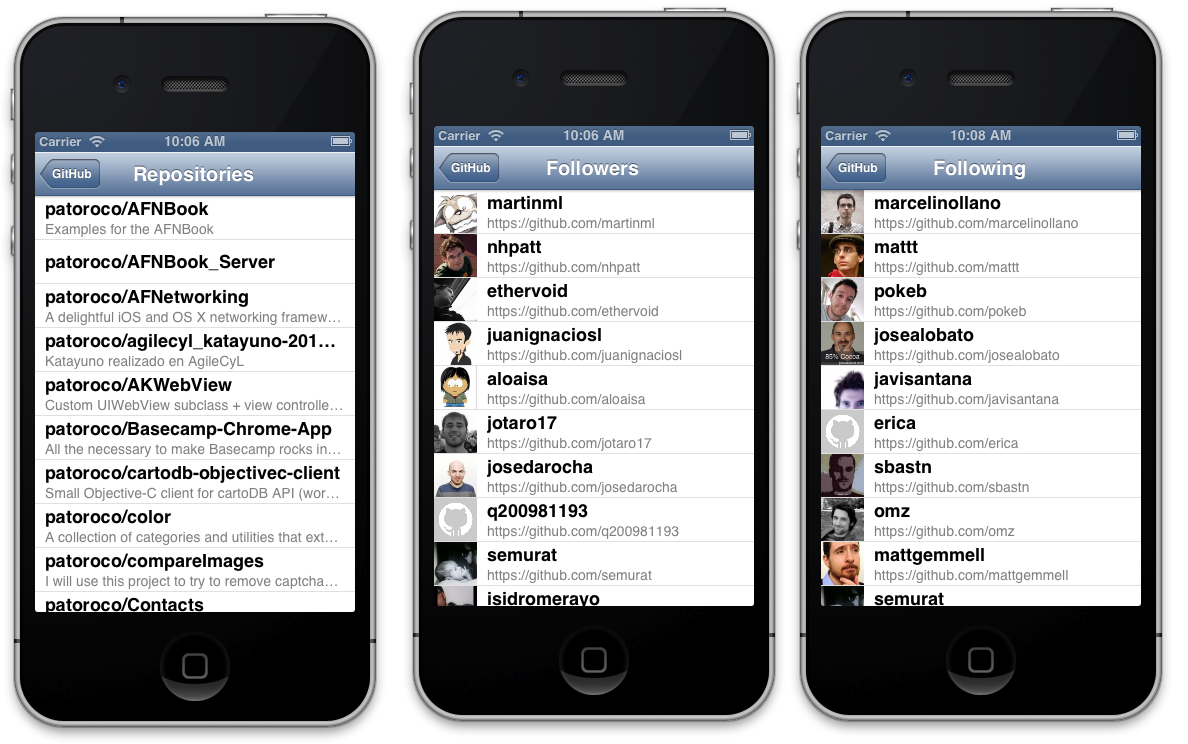 Carrier 10:06 AM
GitHub Repositories
patoroco/AFNBook
Examples for the AFNBook
patoroco/AFNBook_Server
patoroco/AFNetworking
A delightful iOS and OS X networking framew...
patoroco/agilecyl_katayuno-201...
Katayuno realizado en AgileCyL
patoroco/AKWebView
Custom UIWebView subclass + view controlle...
patoroco/Basecamp-Chrome-App
All the necessary to make Basecamp rocks in...
patoroco/cartodb-objectivec-client
Small Objective-C client for cartoDB API (wor...
patoroco/color
A collection of categories and utilities that ext...
patoroco/compareImages
I will use this project to try to remove captcha...
patoroco/Contacts
Carrier 10:06 AM
GitHub Followers
martinml
https://github.com/martinml
nhpatt
https://github.com/nhpatt
ethervoid
https://github.com/ethervoid
juanignaciosl
https://github.com/juanignaciosl
aloaisa
https://github.com/aloaisa
jotaro17
https://github.com/jotaro17
josedarocha
https://github.com/josedarocha
q200981193
https://github.com/q200981193
semurat
https://github.com/semurat
isidromerayo
Carrier 10:08 AM
GitHub Following
marcelinollano
https://github.com/marcelinollano
mattt
https://github.com/mattt
pokeb
https://github.com/pokeb
josealobato
https://github.com/josealobato
85% Cocoa
javisantana
https://github.com/javisantana
erica
https://github.com/erica
sbastn
https://github.com/sbastn
omz
https://github.com/omz
mattgemmell
https://github.com/mattgemmell
semurat